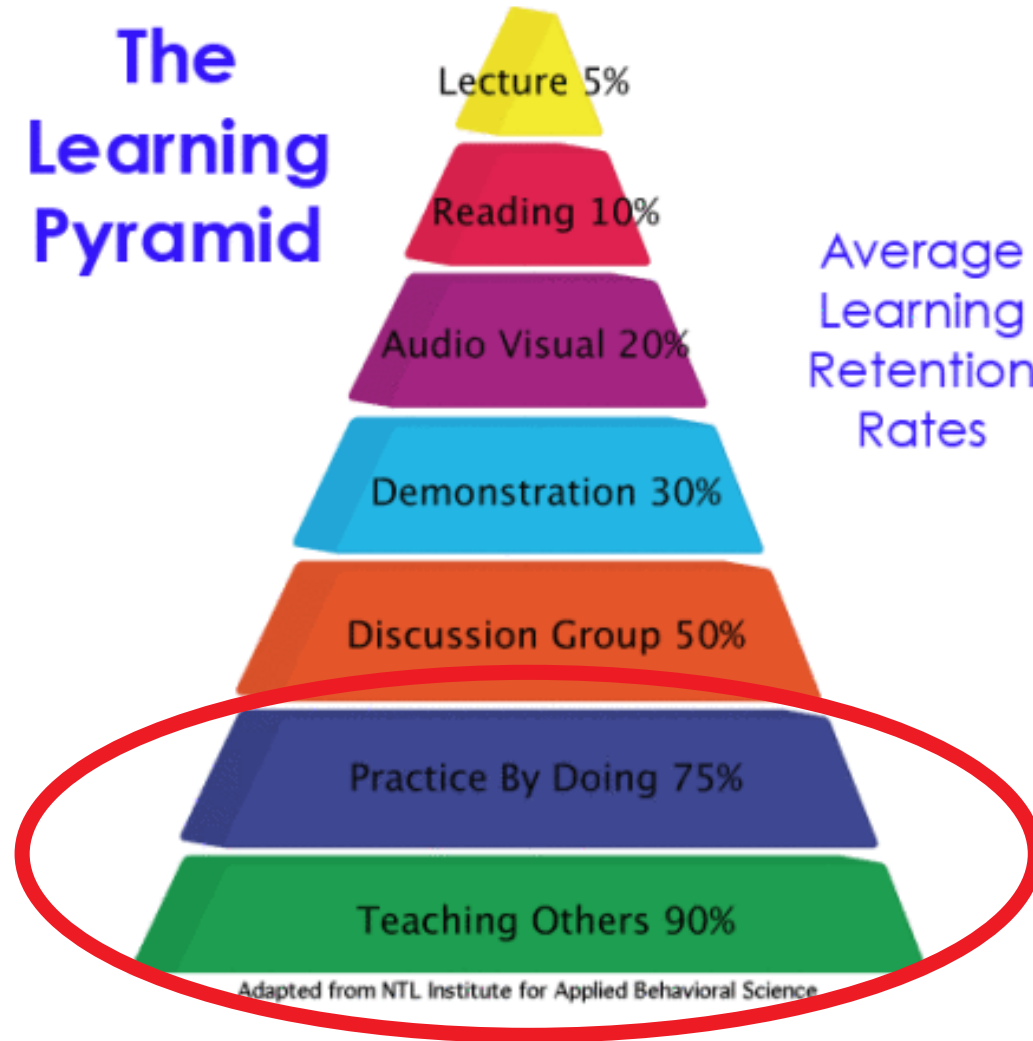 The
Learning
Pyramid
Lecture 5%
Reading 10%
Average
Learning
Retention
Rates
Audio Visual 20%
Demonstration 30%
Discussion Group 50%
Practice By Doing 75%
Teaching Others 90%
Adapted from NTL Institute for Applied Behavioral Science